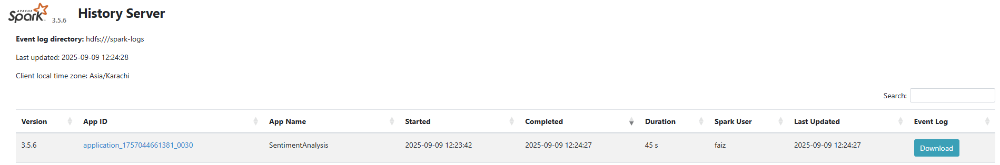 APACHE
Spark™ 3.5.6 History Server
Event log directory: hdfs:///spark-logs
Last updated: 2025-09-09 12:24:28
Client local time zone: Asia/Karachi
Search:
Version App ID App Name Started Completed Duration Spark User Last Updated Event Log
3.5.6 application_1757044661381_0030 SentimentAnalysis 2025-09-09 12:23:42 2025-09-09 12:24:27 45 s faiz 2025-09-09 12:24:27 Download